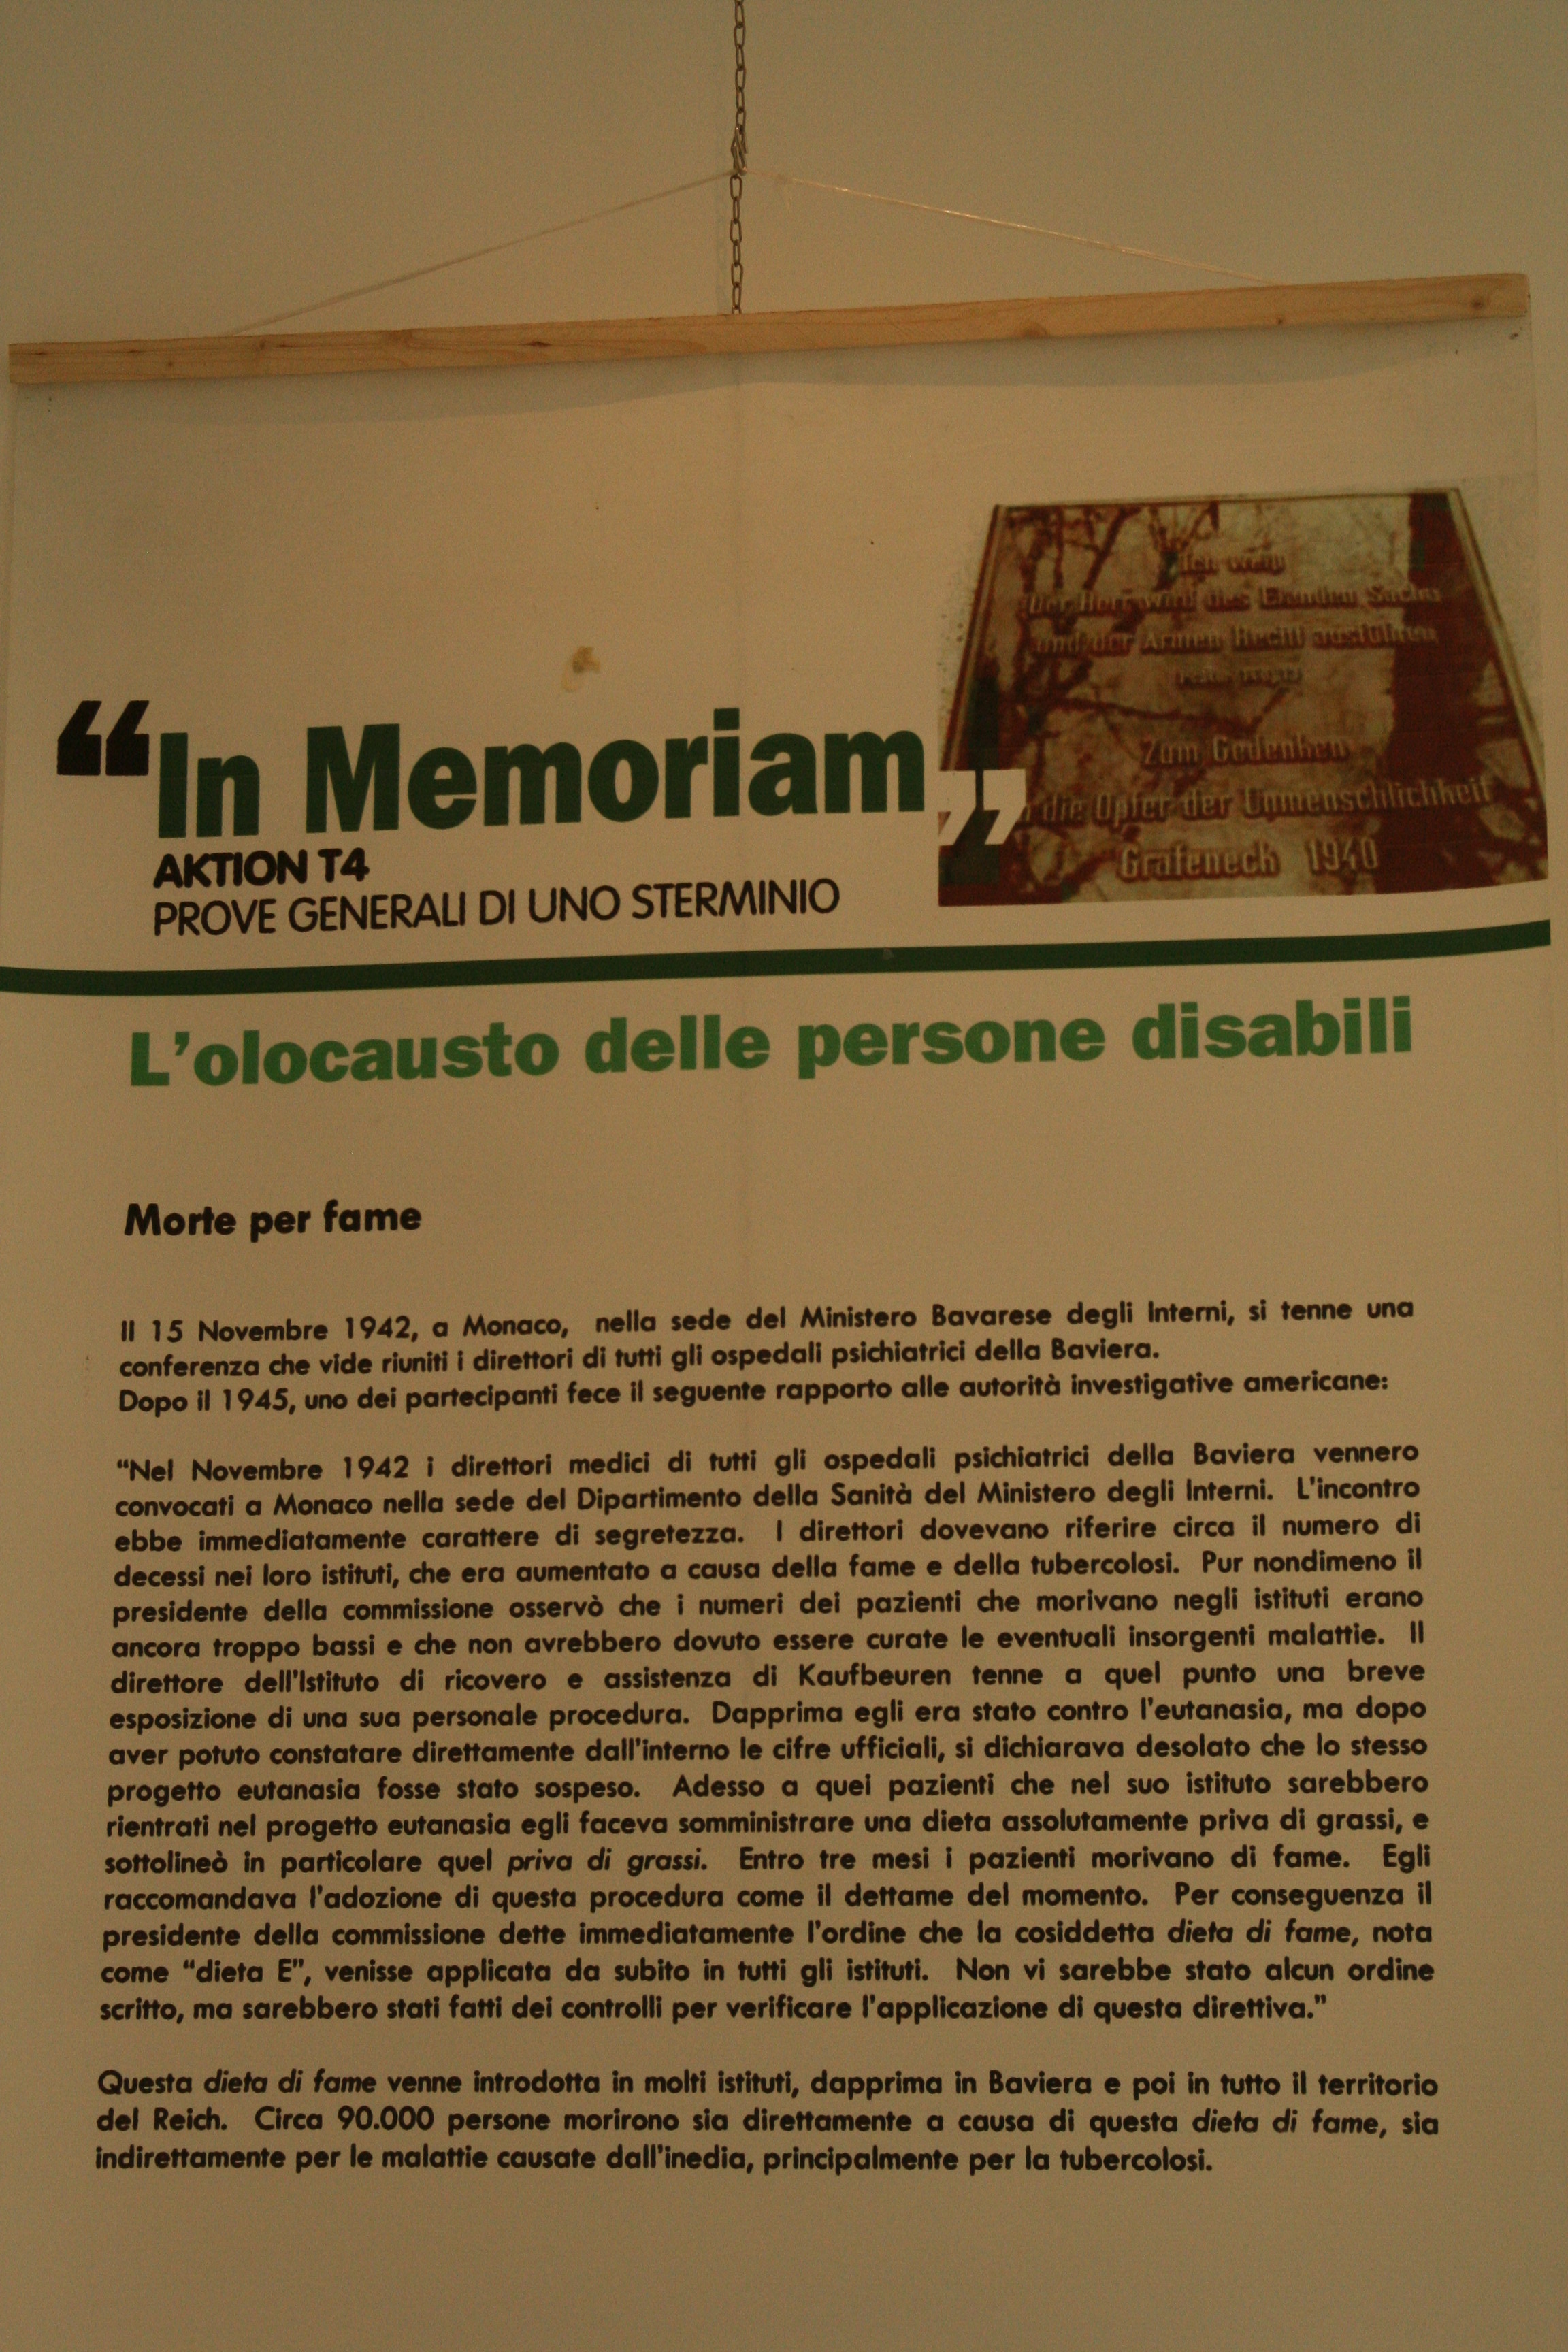 Ich weiß
der Herr wird des Elenden Sache
und der Armen Recht ausführen
Zum Gedenken
die Opfer der Unmenschlichkeit
Grafeneck 1940
“In Memoriam”
AKTION T4
PROVE GENERALI DI UNO STERMINIO
L'olocausto delle persone disabili
Morte per fame
Il 15 Novembre 1942, a Monaco, nella sede del Ministero Bavarese degli Interni, si tenne una
conferenza che vide riuniti i direttori di tutti gli ospedali psichiatrici della Baviera.
Dopo il 1945, uno dei partecipanti fece il seguente rapporto alle autorità investigative americane:
“Nel Novembre 1942 i direttori medici di tutti gli ospedali psichiatrici della Baviera vennero
convocati a Monaco nella sede del Dipartimento della Sanità del Ministero degli Interni. L'incontro
ebbe immediatamente carattere di segretezza. I direttori dovevano riferire circa il numero di
decessi nei loro istituti, che era aumentato a causa della fame e della tubercolosi. Pur nondimeno il
presidente della commissione osservò che i numeri dei pazienti che morivano negli istituti erano
ancora troppo bassi e che non avrebbero dovuto essere curate le eventuali insorgenti malattie. Il
direttore dell'Istituto di ricovero e assistenza di Kaufbeuren tenne a quel punto una breve
esposizione di una sua personale procedura. Dapprima egli era stato contro l'eutanasia, ma dopo
aver potuto constatare direttamente dall'interno le cifre ufficiali, si dichiarava desolato che lo stesso
progetto eutanasia fosse stato sospeso. Adesso a quei pazienti che nel suo istituto sarebbero
rientrati nel progetto eutanasia egli faceva somministrare una dieta assolutamente priva di grassi, e
sottolineò in particolare quel priva di grassi. Entro tre mesi i pazienti morivano di fame. Egli
raccomandava l'adozione di questa procedura come il dettame del momento. Per conseguenza il
presidente della commissione dette immediatamente l'ordine che la cosiddetta dieta di fame, nota
come “dieta E”, venisse applicata da subito in tutti gli istituti. Non vi sarebbe stato alcun ordine
scritto, ma sarebbero stati fatti dei controlli per verificare l'applicazione di questa direttiva."
Questa dieta di fame venne introdotta in molti istituti, dapprima in Baviera e poi in tutto il territorio
del Reich. Circa 90.000 persone morirono sia direttamente a causa di questa dieta di fame, sia
indirettamente per le malattie causate dall'inedia, principalmente per la tubercolosi.